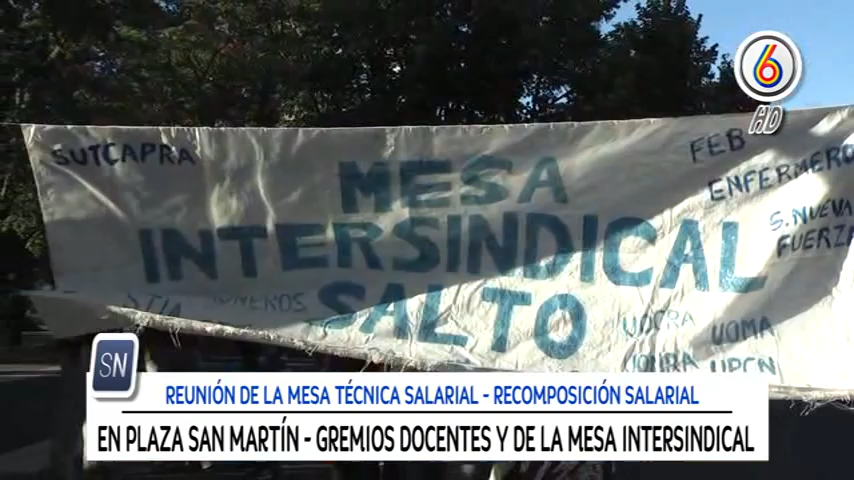 6
HD
SUTCAPRA
FEB
MESA
ENFERMERO
INTERSINDICAL
S. NUEVA
FUERZA
SALTO
UOCRA
UOMA
UPCN
SN
REUNIÓN DE LA MESA TÉCNICA SALARIAL - RECOMPOSICIÓN SALARIAL
EN PLAZA SAN MARTÍN - GREMIOS DOCENTES Y DE LA MESA INTERSINDICAL